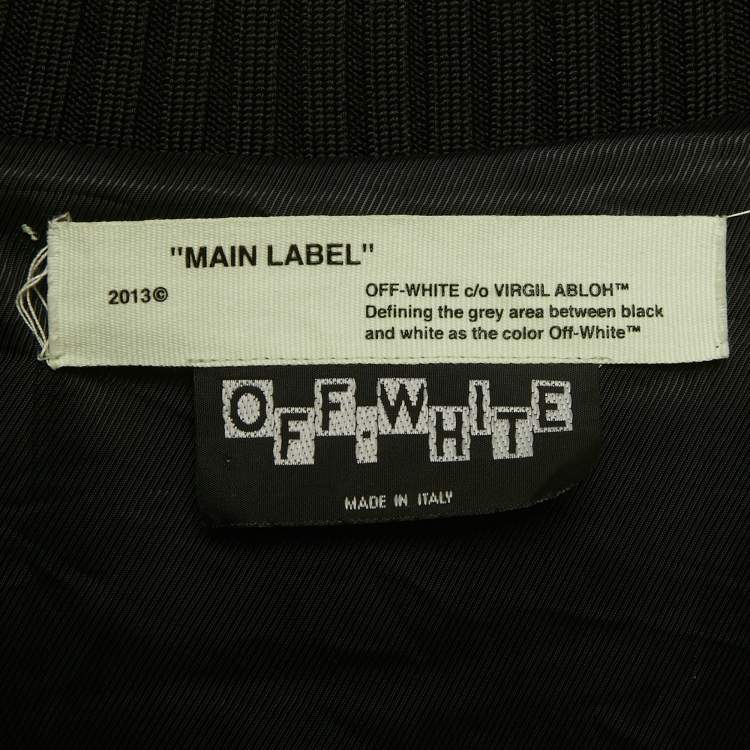 "MAIN LABEL"
2013©
OFF-WHITE c/o VIRGIL ABLOH™
Defining the grey area between black
and white as the color Off-White™
OFF-WHITE
MADE IN ITALY